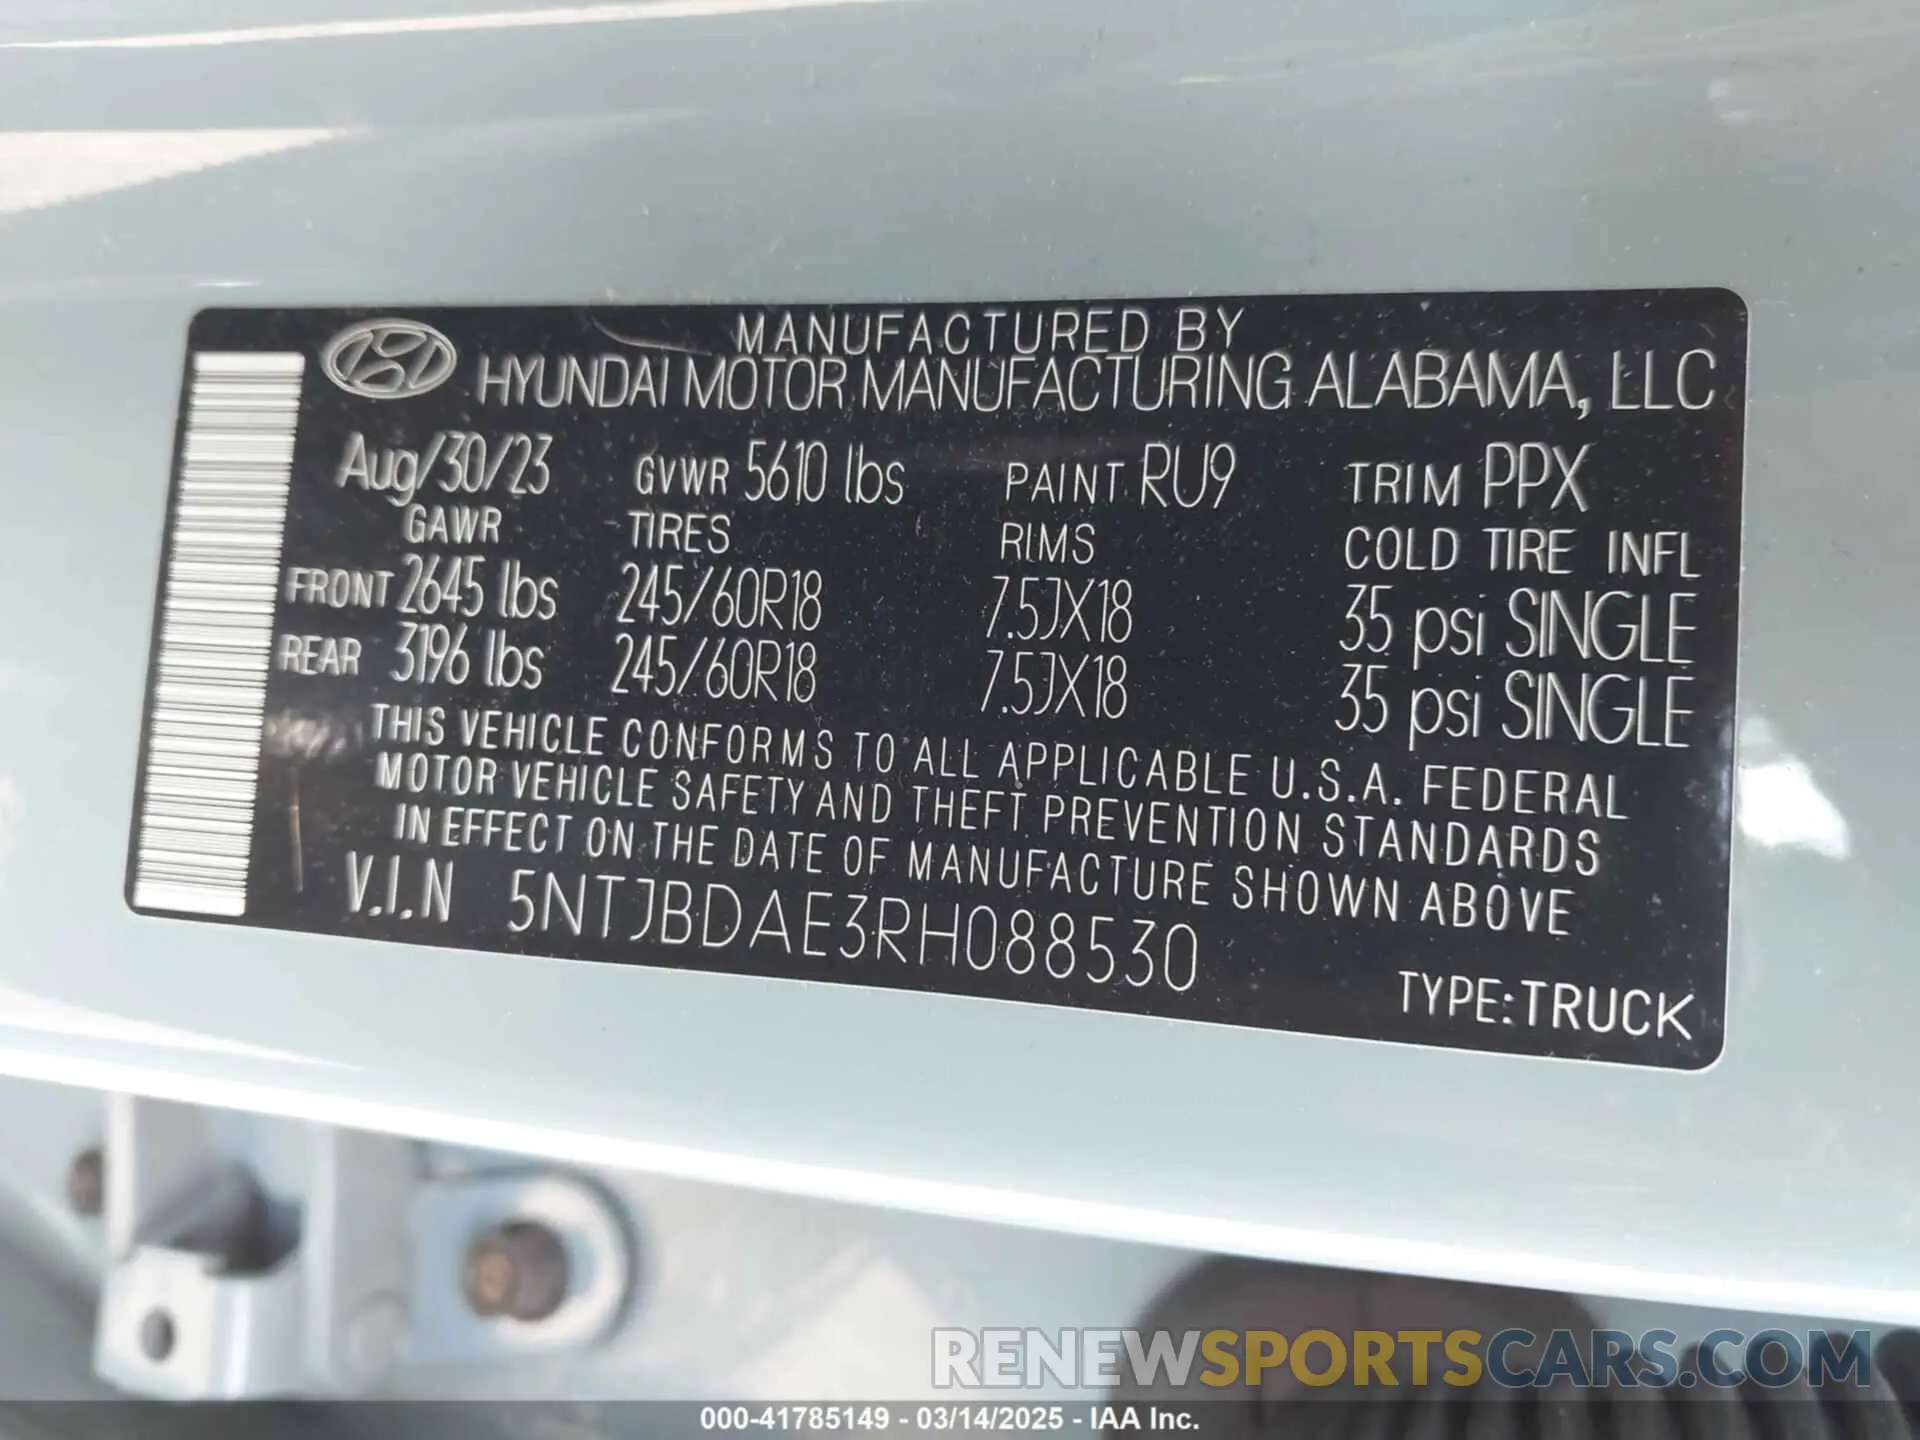 MANUFACTURED BY
HYUNDAI MOTOR MANUFACTURING ALABAMA, LLC
Aug/30/23 GVWR 5610 lbs PAINT RU9 TRIM PPX
GAWR TIRES RIMS COLD TIRE INFL
FRONT 2645 lbs 245/60R18 7.5JX18 35 psi SINGLE
REAR 3196 lbs 245/60R18 7.5JX18 35 psi SINGLE
THIS VEHICLE CONFORMS TO ALL APPLICABLE U.S.A. FEDERAL
MOTOR VEHICLE SAFETY AND THEFT PREVENTION STANDARDS
IN EFFECT ON THE DATE OF MANUFACTURE SHOWN ABOVE
V.I.N 5NTJBDAE3RH088530
TYPE:TRUCK
RENEWSPORTSCARS.COM
000-41785149 - 03/14/2025 - IAA Inc.